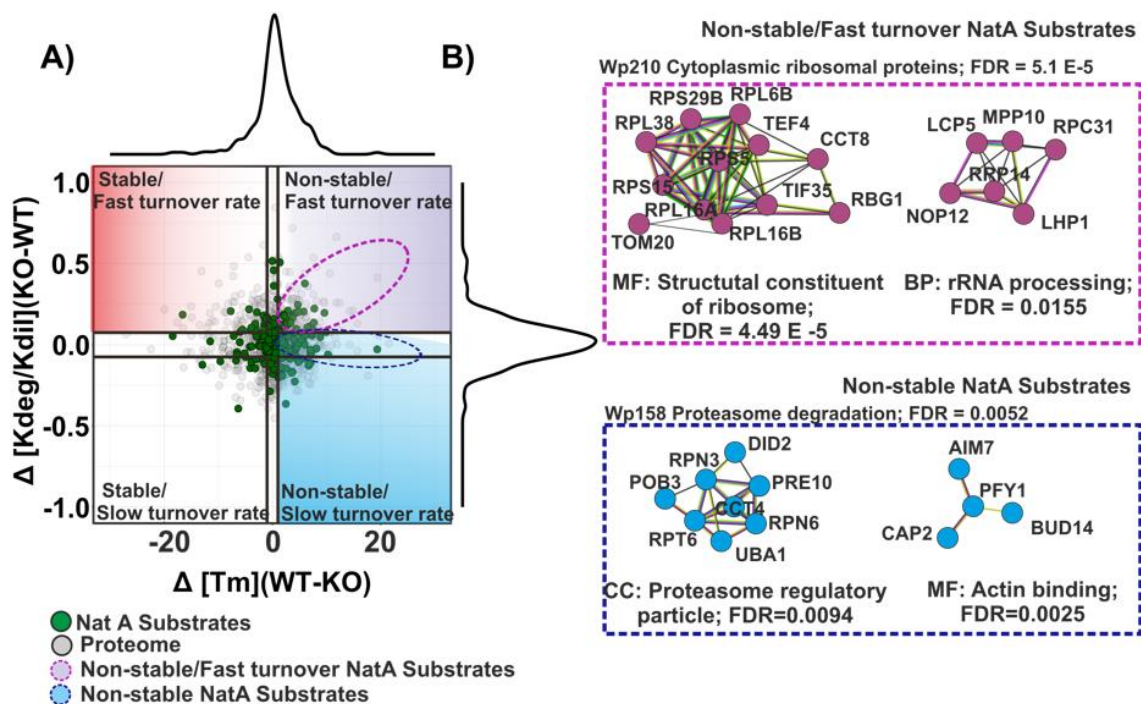 A)
Stable/
Fast turnover rate
Non-stable/
Fast turnover rate
Stable/
Slow turnover rate
Non-stable/
Slow turnover rate
1.0
0.5
0.0
-0.5
-1.0
-20
0
20
Δ [Kdeg/Kdil](KO-WT)
Δ [Tm](WT-KO)
Nat A Substrates
Proteome
Non-stable/Fast turnover NatA Substrates
Non-stable NatA Substrates
B)
Non-stable/Fast turnover NatA Substrates
Wp210 Cytoplasmic ribosomal proteins; FDR = 5.1 E-5
RPS29B
RPL6B
RPL38
TEF4
CCT8
RPS5
RPS15
TIF35
RPL16A
RBG1
TOM20
RPL16B
LCP5
MPP10
RPC31
RRP14
NOP12
LHP1
MF: Structutal constituent
of ribosome;
FDR = 4.49 E -5
BP: rRNA processing;
FDR = 0.0155
Non-stable NatA Substrates
Wp158 Proteasome degradation; FDR = 0.0052
DID2
RPN3
POB3
PRE10
CCT4
RPN6
RPT6
UBA1
AIM7
PFY1
CAP2
BUD14
CC: Proteasome regulatory
particle; FDR=0.0094
MF: Actin binding;
FDR=0.0025